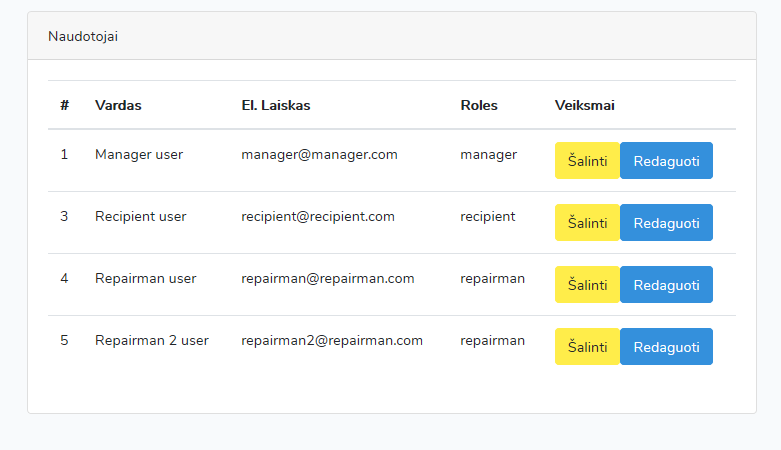 Naudotojai
# Vardas El. Laiskas Roles Veiksmai
1 Manager user manager@manager.com manager Šalinti Redaguoti
3 Recipient user recipient@recipient.com recipient Šalinti Redaguoti
4 Repairman user repairman@repairman.com repairman Šalinti Redaguoti
5 Repairman 2 user repairman2@repairman.com repairman Šalinti Redaguoti